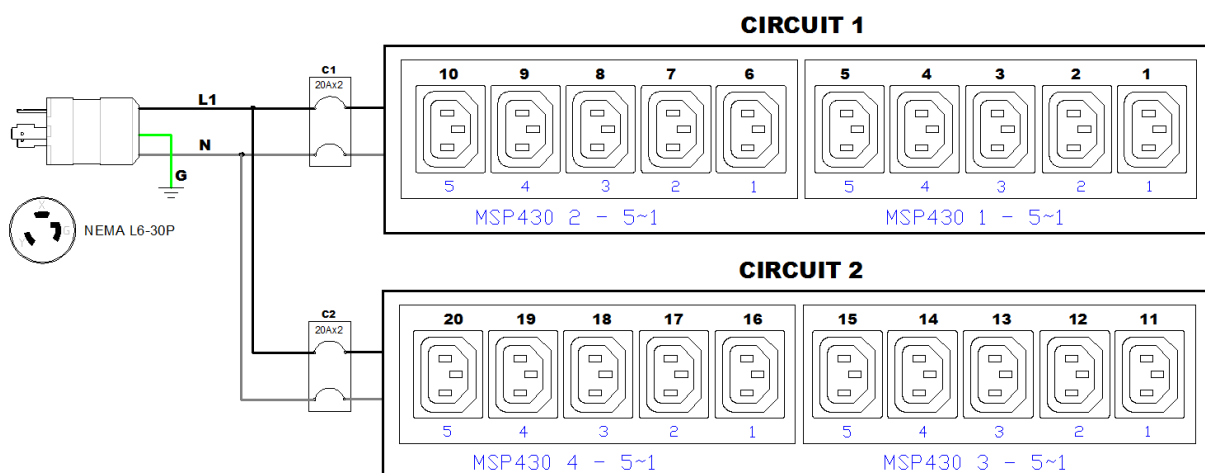 CIRCUIT 1
C1
20Ax2
10 9 8 7 6 5 4 3 2 1
L1
N
G
5 4 3 2 1 5 4 3 2 1
MSP430 2 - 5~1 MSP430 1 - 5~1
X
Y G
NEMA L6-30P
CIRCUIT 2
C2
20Ax2
20 19 18 17 16 15 14 13 12 11
5 4 3 2 1 5 4 3 2 1
MSP430 4 - 5~1 MSP430 3 - 5~1